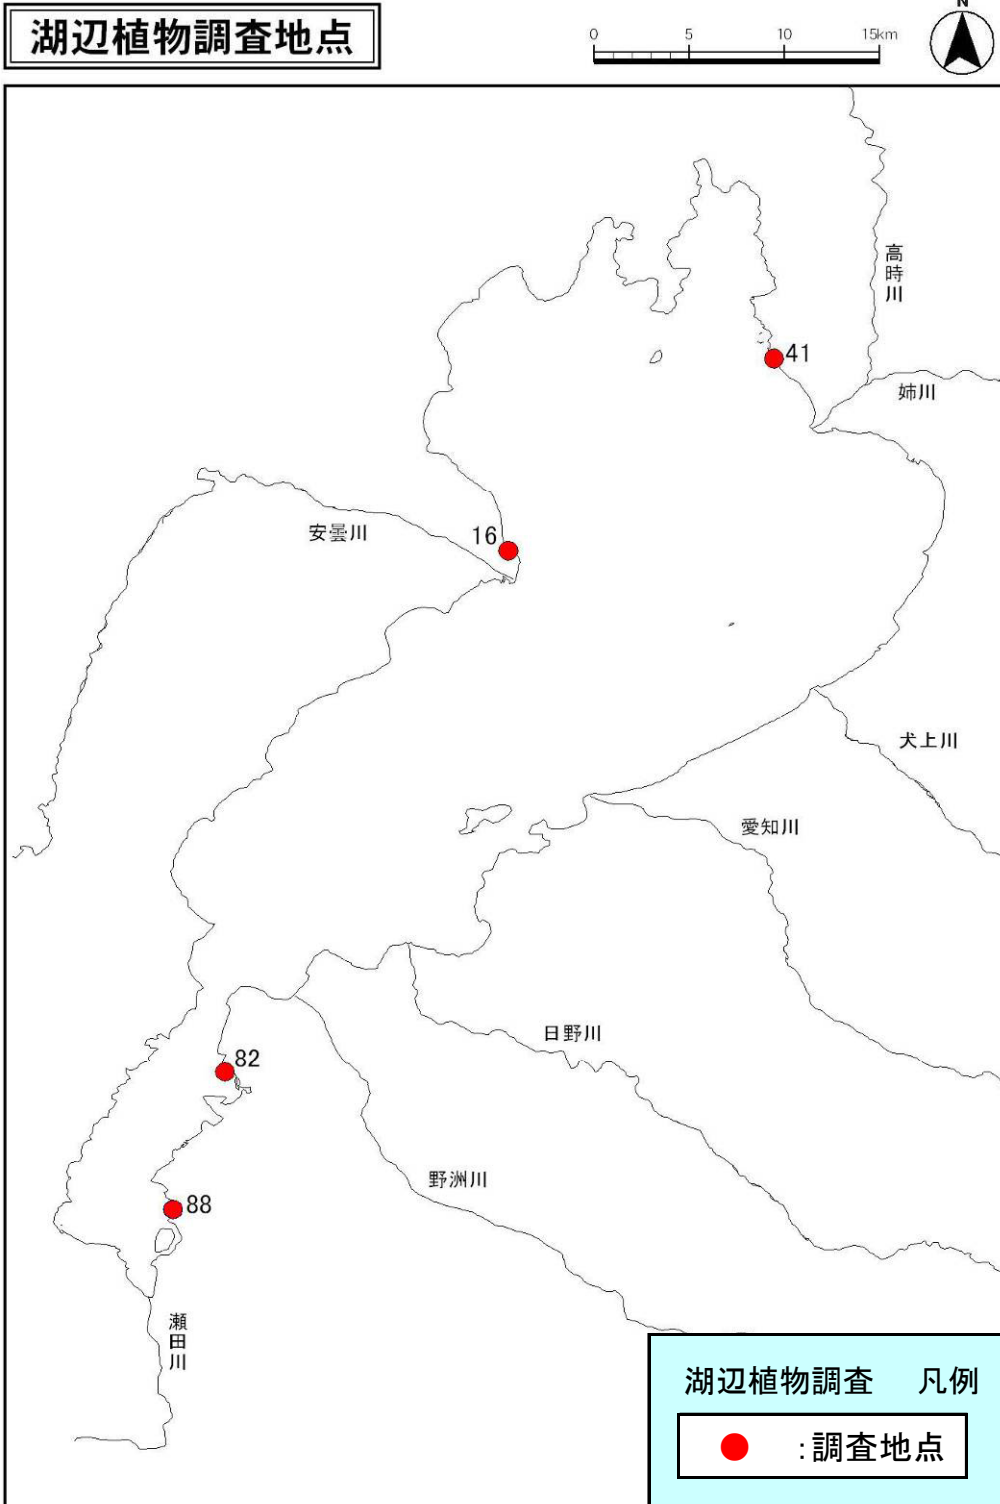 湖辺植物調査地点
0 5 10 15km
N
高時川
41
姉川
16
安曇川
犬上川
愛知川
日野川
82
野洲川
88
瀬田川
湖辺植物調査 凡例
:調査地点